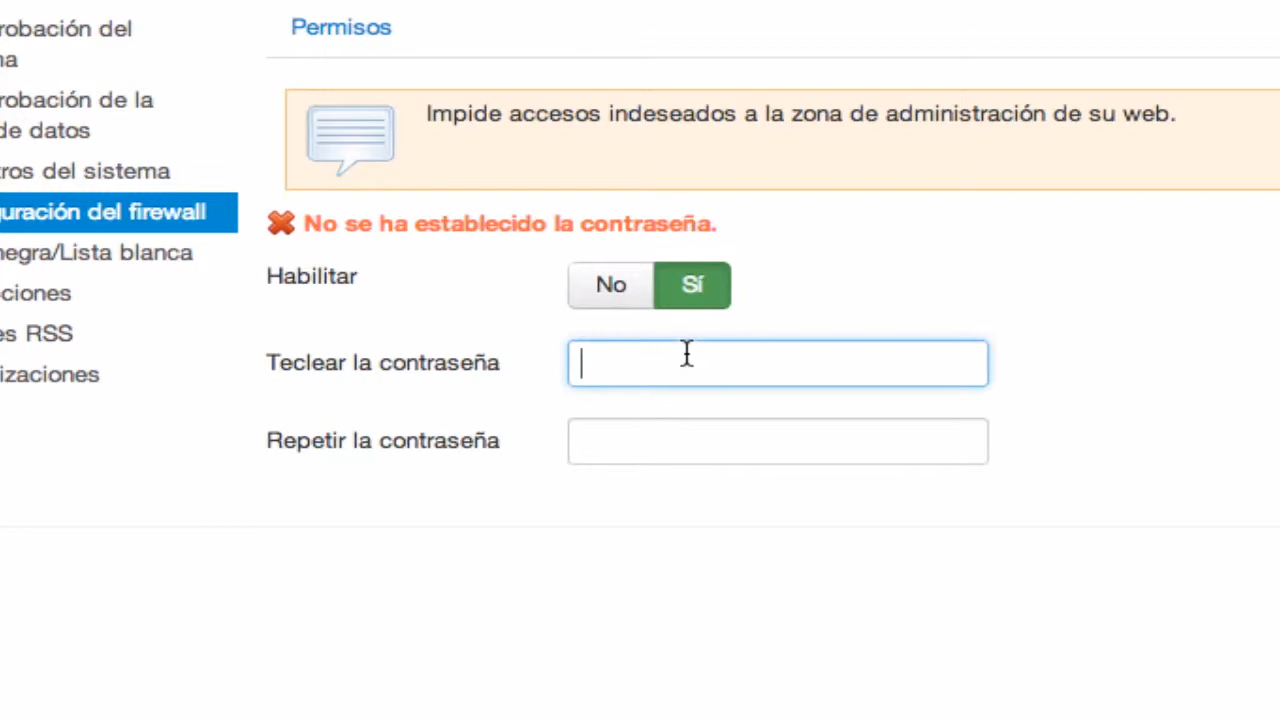 robación del
na
robación de la
de datos
tros del sistema
guración del firewall
negra/Lista blanca
ciones
es RSS
izaciones
Permisos
Impide accesos indeseados a la zona de administración de su web.
No se ha establecido la contraseña.
Habilitar
No Sí
Teclear la contraseña
Repetir la contraseña